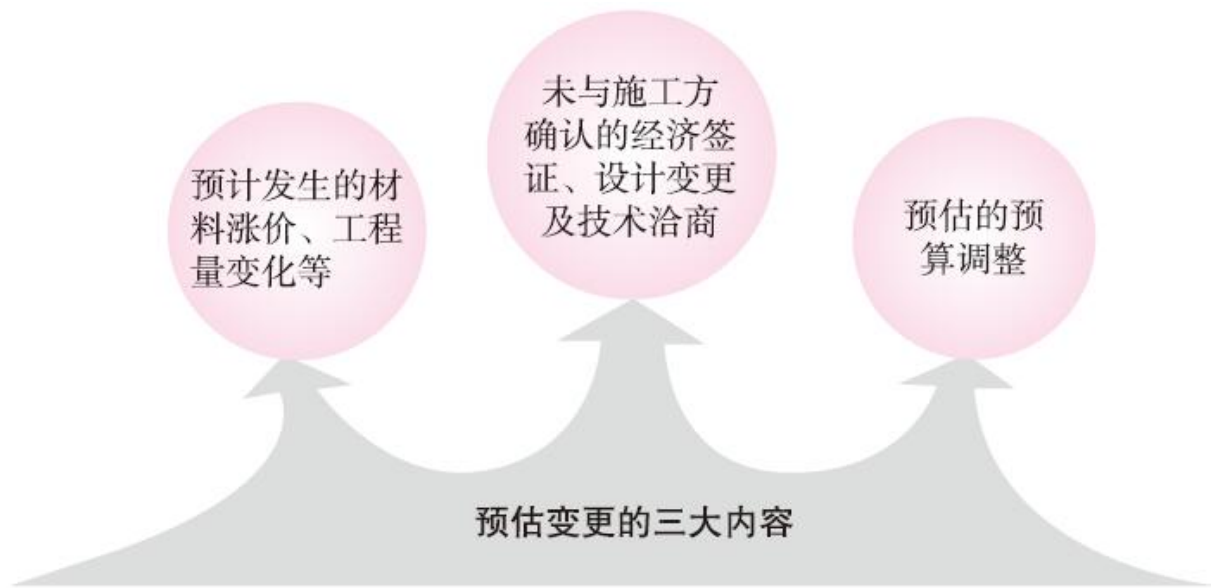 预计发生的材
料涨价、工程
量变化等
未与施工方
确认的经济签
证、设计变更
及技术洽商
预估的预
算调整
预估变更的三大内容